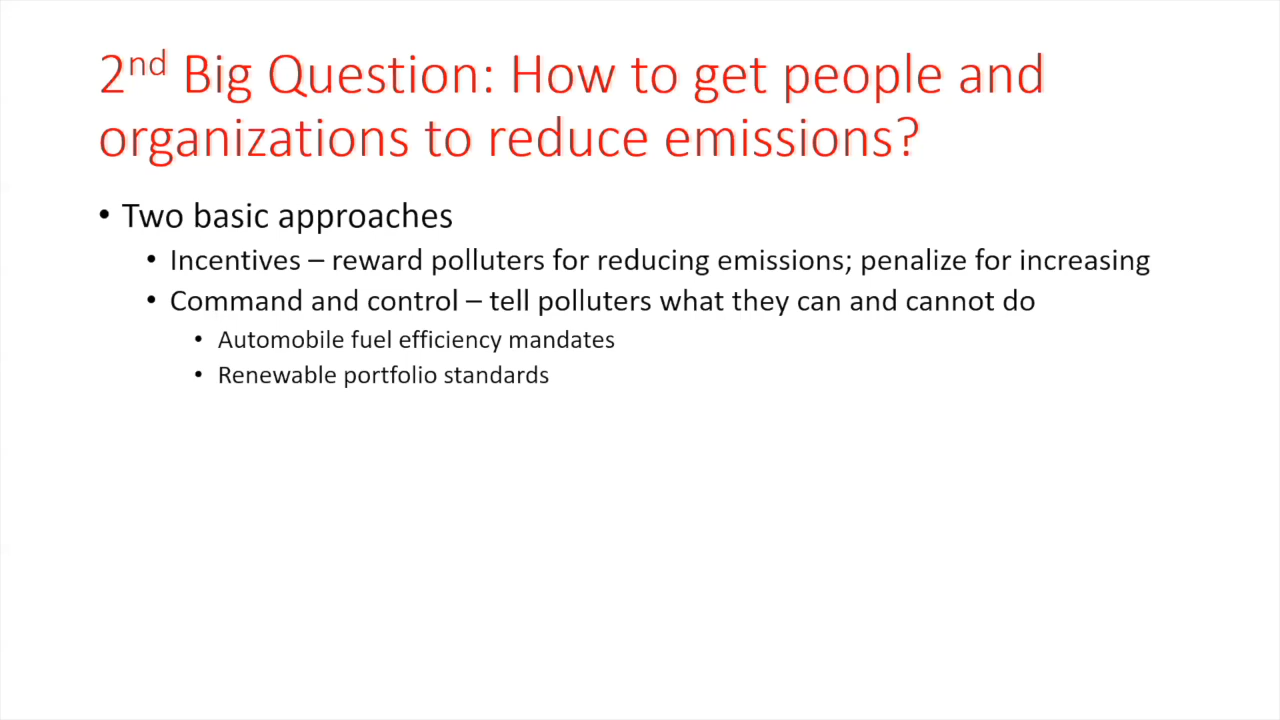 2nd Big Question: How to get people and
organizations to reduce emissions?
• Two basic approaches
• Incentives – reward polluters for reducing emissions; penalize for increasing
• Command and control – tell polluters what they can and cannot do
• Automobile fuel efficiency mandates
• Renewable portfolio standards